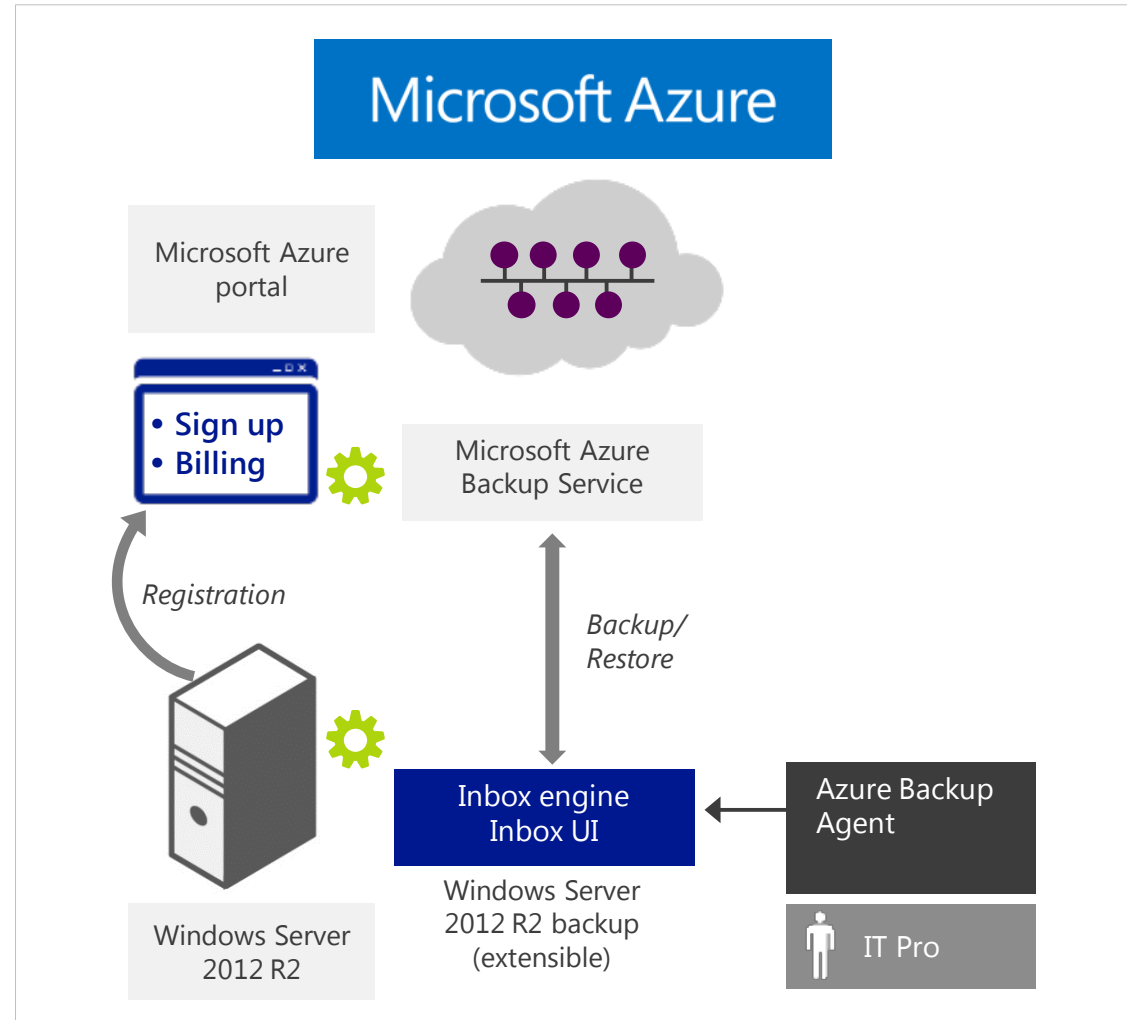 Microsoft Azure
Microsoft Azure
portal
• Sign up
• Billing
Microsoft Azure
Backup Service
Registration
Backup/
Restore
Inbox engine
Inbox UI
Azure Backup
Agent
Windows Server
2012 R2 backup
(extensible)
Windows Server
2012 R2
IT Pro